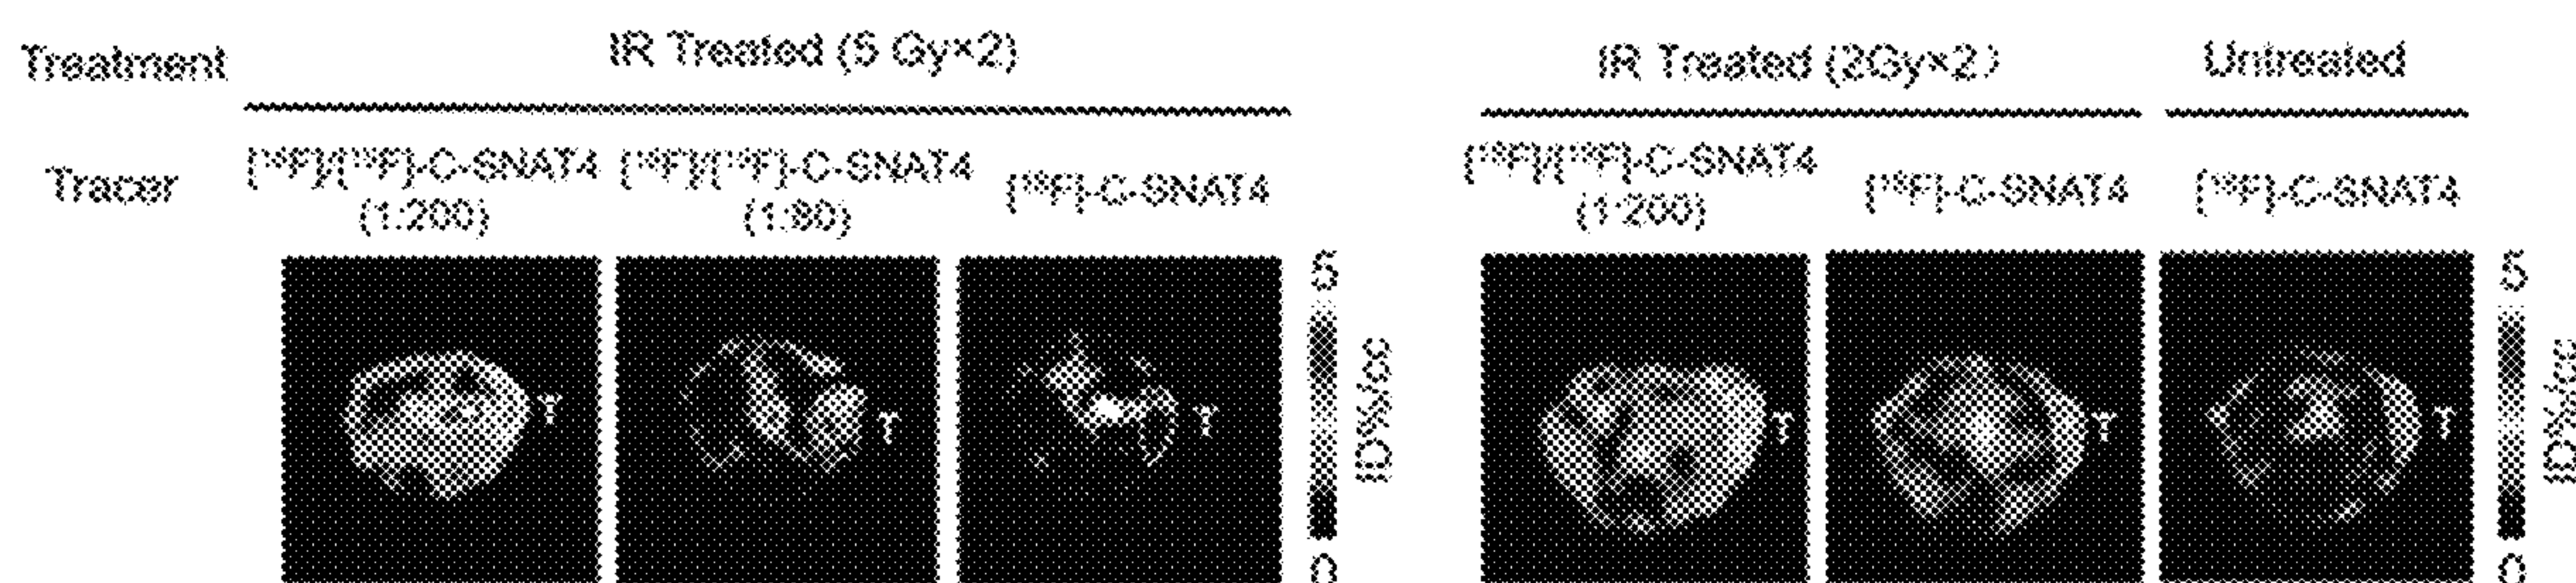 Treatment IR Treated (5 Gy×2) IR Treated (2Gy×2) Untreated
Tracer [¹⁸F]/[¹⁹F]-C-SNAT4 [¹⁸F]/[¹⁹F]-C-SNAT4 [¹⁸F]-C-SNAT4 [¹⁸F]/[¹⁹F]-C-SNAT4 [¹⁸F]-C-SNAT4 [¹⁸F]-C-SNAT4
(1:200) (1:80) (1:200)
5 5
T T T T T T
ID%/cc ID%/cc
0 0